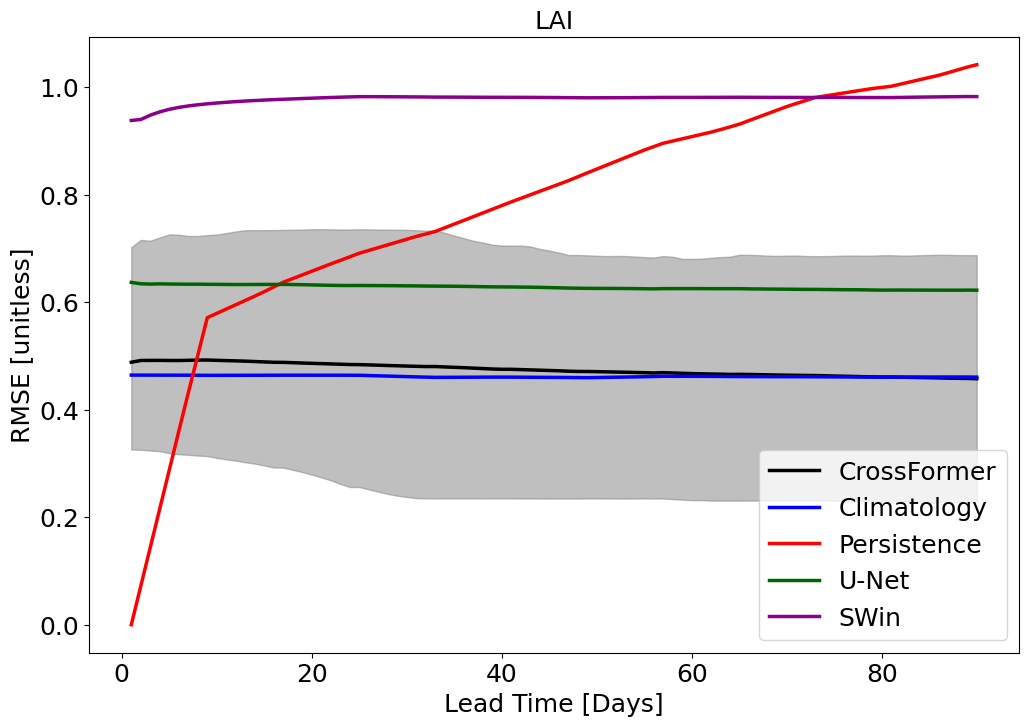 LAI
RMSE [unitless]
1.0
0.8
0.6
0.4
0.2
0.0
0 20 40 60 80
Lead Time [Days]
CrossFormer
Climatology
Persistence
U-Net
SWin